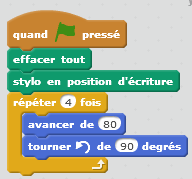 quand pressé
effacer tout
stylo en position d'écriture
répéter 4 fois
avancer de 80
tourner de 90 degrés